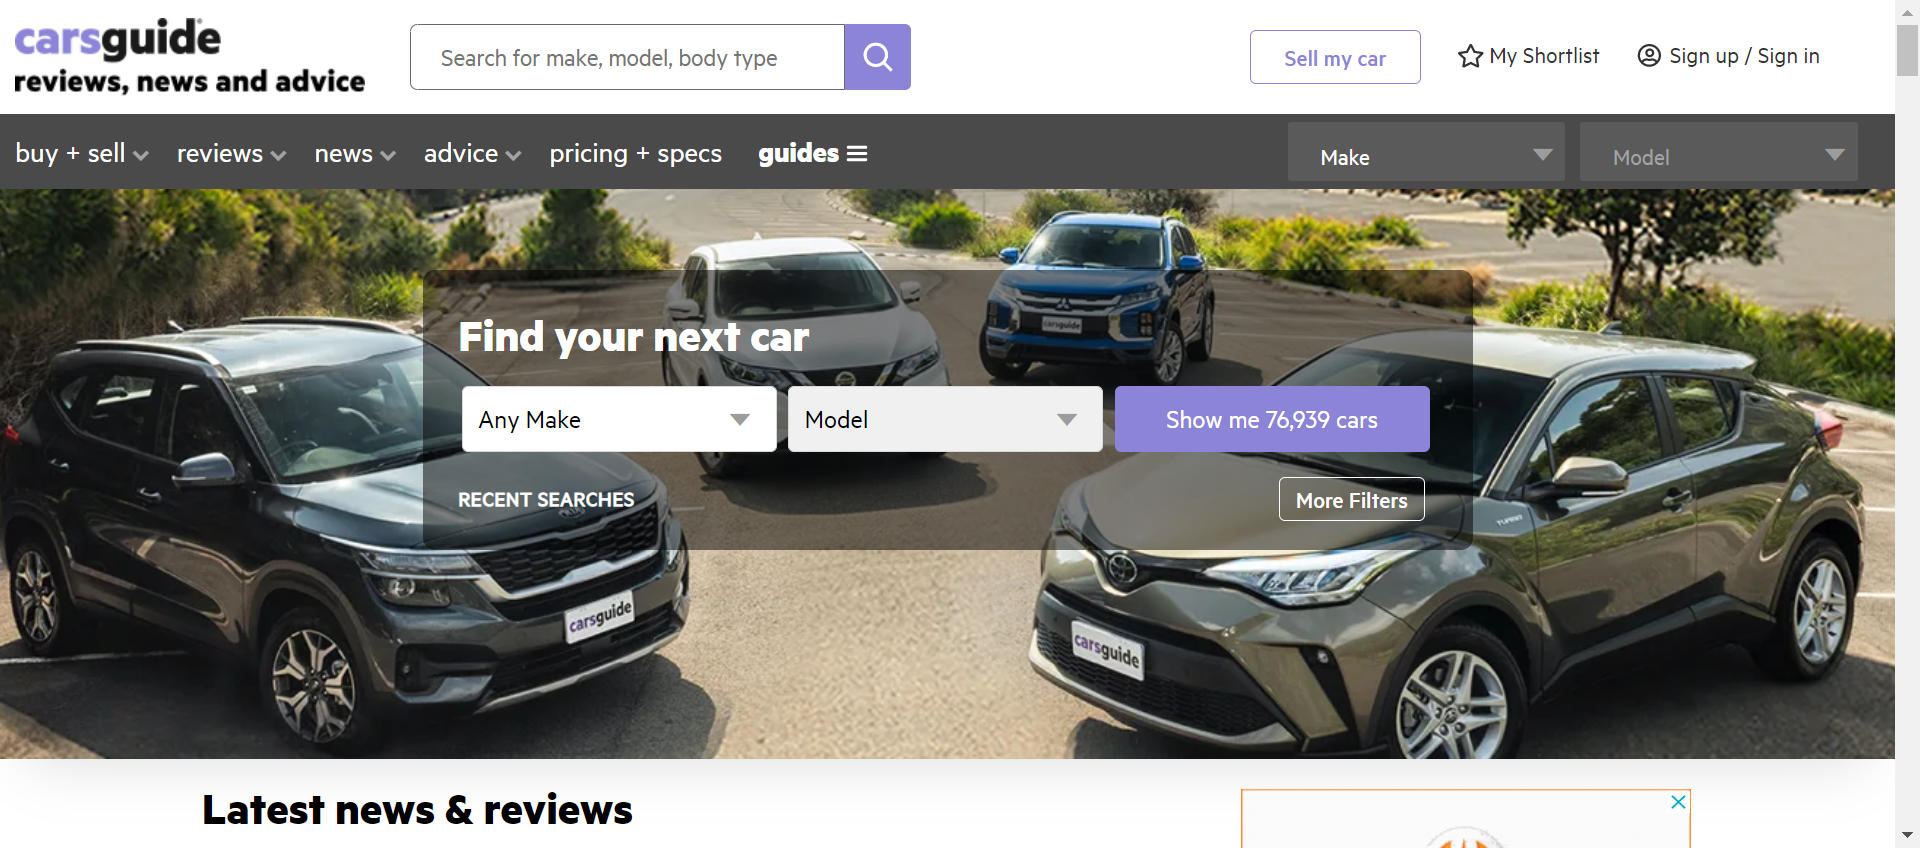 carsguide
reviews, news and advice
Search for make, model, body type
Sell my car
My Shortlist
Sign up / Sign in
buy + sell
reviews
news
advice
pricing + specs
guides
Make
Model
Find your next car
Any Make
Model
Show me 76,939 cars
RECENT SEARCHES
More Filters
carsguide
carsguide
carsguide
Latest news & reviews